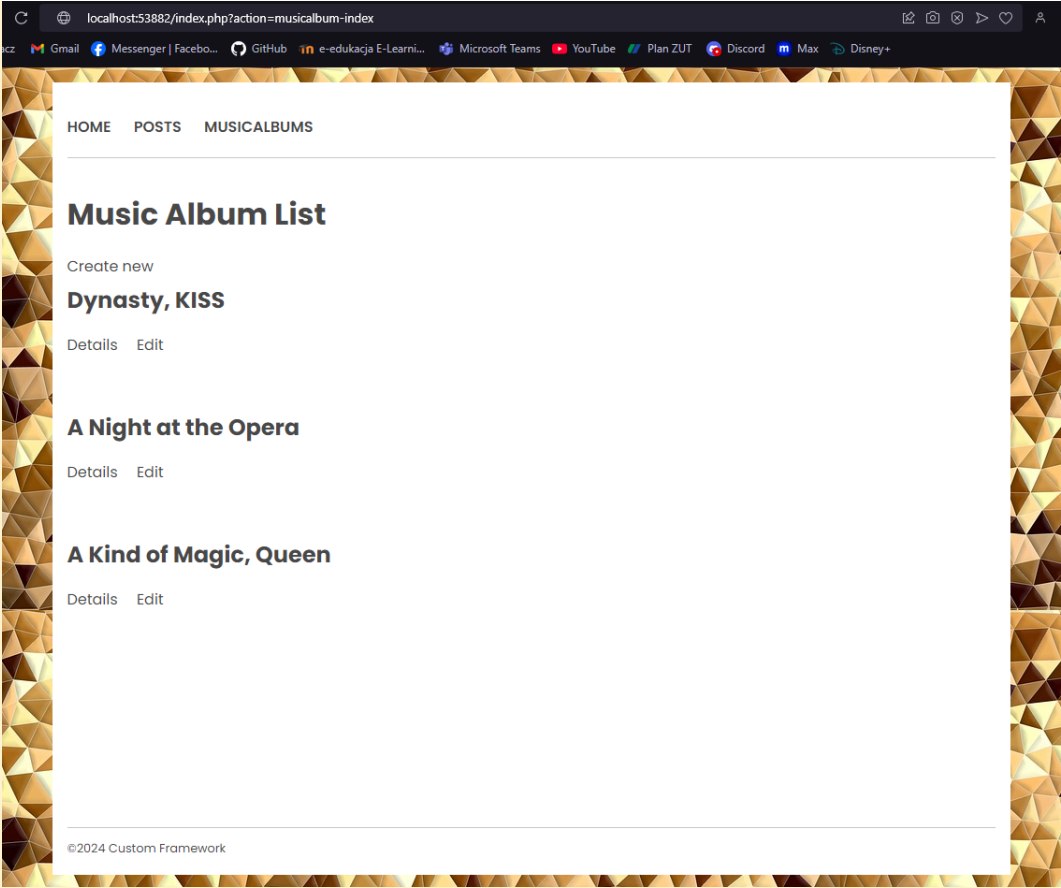 localhost:53882/index.php?action=musicalbum-index
acz Gmail Messenger | Facebo... GitHub e-edukacja E-Learni... Microsoft Teams YouTube Plan ZUT Discord m Max Disney+
HOME POSTS MUSICALBUMS
Music Album List
Create new
Dynasty, KISS
Details Edit
A Night at the Opera
Details Edit
A Kind of Magic, Queen
Details Edit
©2024 Custom Framework